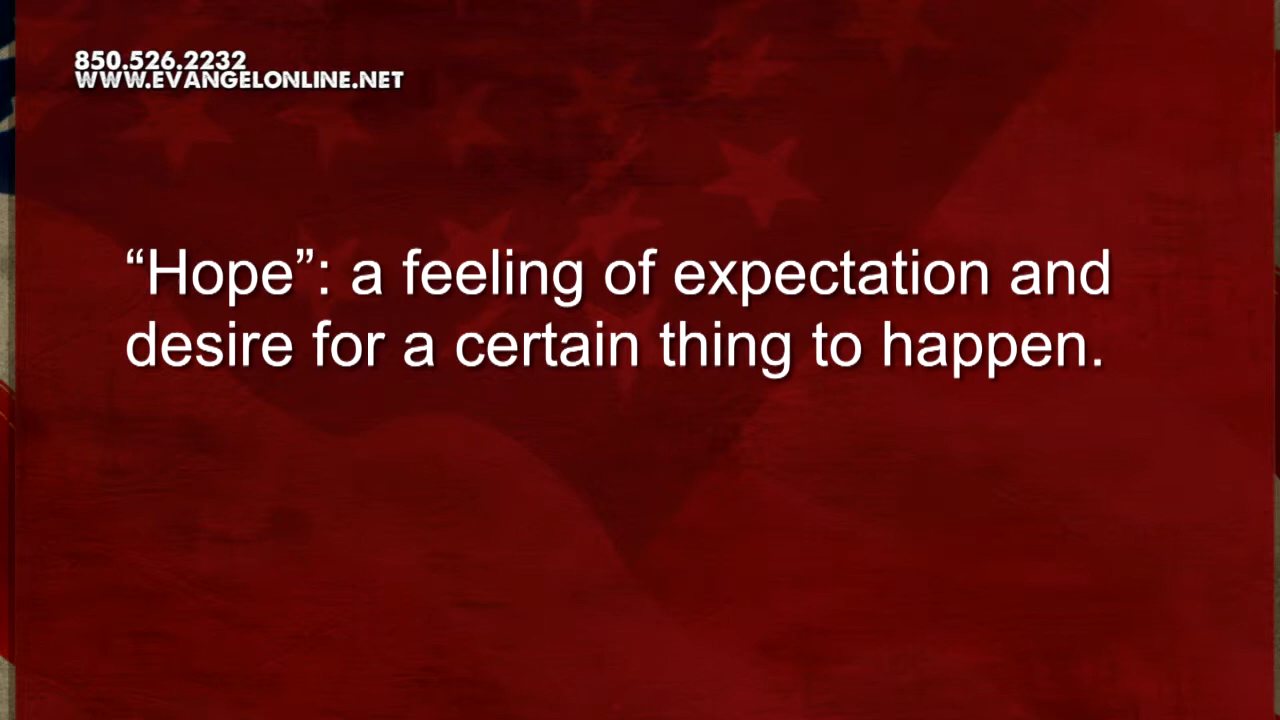 850.526.2232
WWW.EVANGELONLINE.NET
“Hope”: a feeling of expectation and
desire for a certain thing to happen.